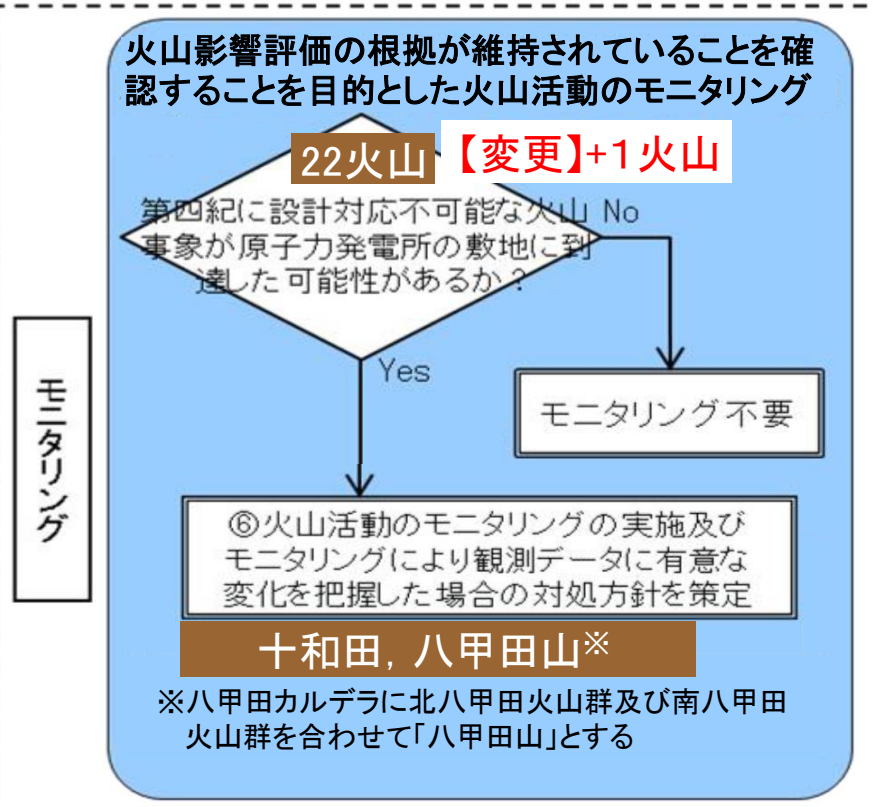 火山影響評価の根拠が維持されていることを確
認することを目的とした火山活動のモニタリング
22火山
【変更】+1火山
第四紀に設計対応不可能な火山
事象が原子力発電所の敷地に到
達した可能性があるか?
No
Yes
モニタリング不要
モニタリング
⑥火山活動のモニタリングの実施及び
モニタリングにより観測データに有意な
変化を把握した場合の対処方針を策定
十和田，八甲田山※
※八甲田カルデラに北八甲田火山群及び南八甲田
火山群を合わせて「八甲田山」とする